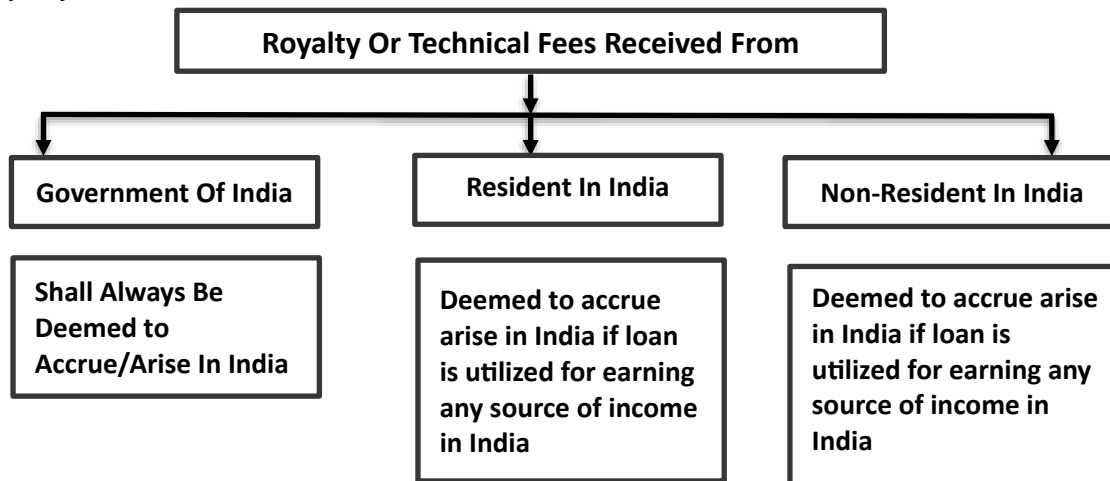 Royalty Or Technical Fees Received From
Government Of India
Resident In India
Non-Resident In India
Shall Always Be
Deemed to
Accrue/Arise In India
Deemed to accrue
arise in India if loan
is utilized for earning
any source of income
in India
Deemed to accrue arise
in India if loan is
utilized for earning any
source of income in
India